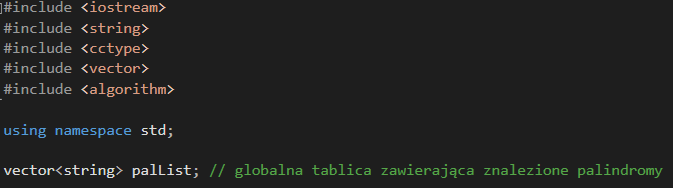 #include <iostream>
#include <string>
#include <cctype>
#include <vector>
#include <algorithm>
using namespace std;
vector<string> palList; // globalna tablica zawierająca znalezione palindromy